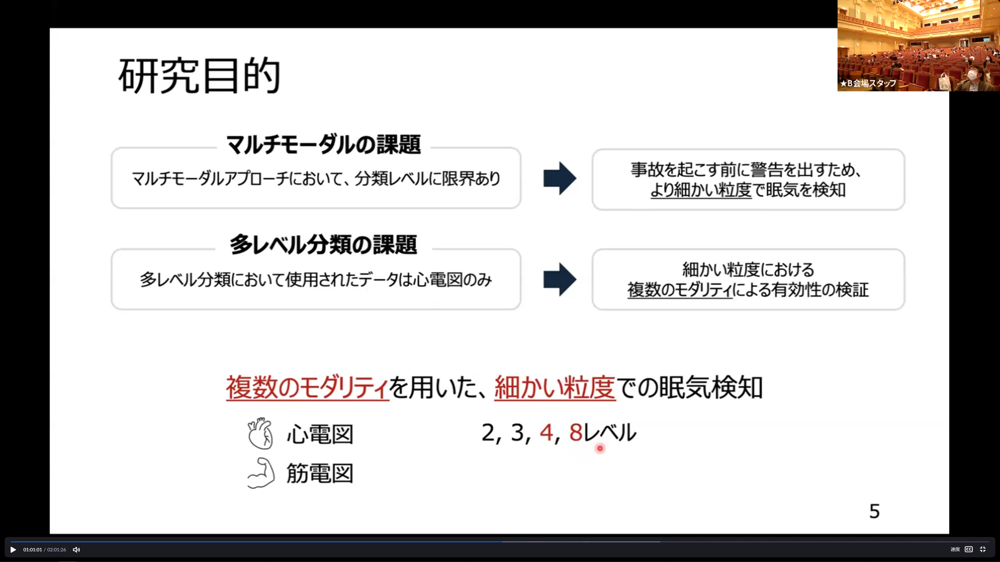 ★B会場スタッフ
研究目的
マルチモーダルの課題
マルチモーダルアプローチにおいて、分類レベルに限界あり
事故を起こす前に警告を出すため、
より細かい粒度で眠気を検知
多レベル分類の課題
多レベル分類において使用されたデータは心電図のみ
細かい粒度における
複数のモダリティによる有効性の検証
複数のモダリティを用いた、細かい粒度での眠気検知
心電図
2, 3, 4, 8レベル
筋電図
5
01:01:01 / 02:01:26
速度
CC